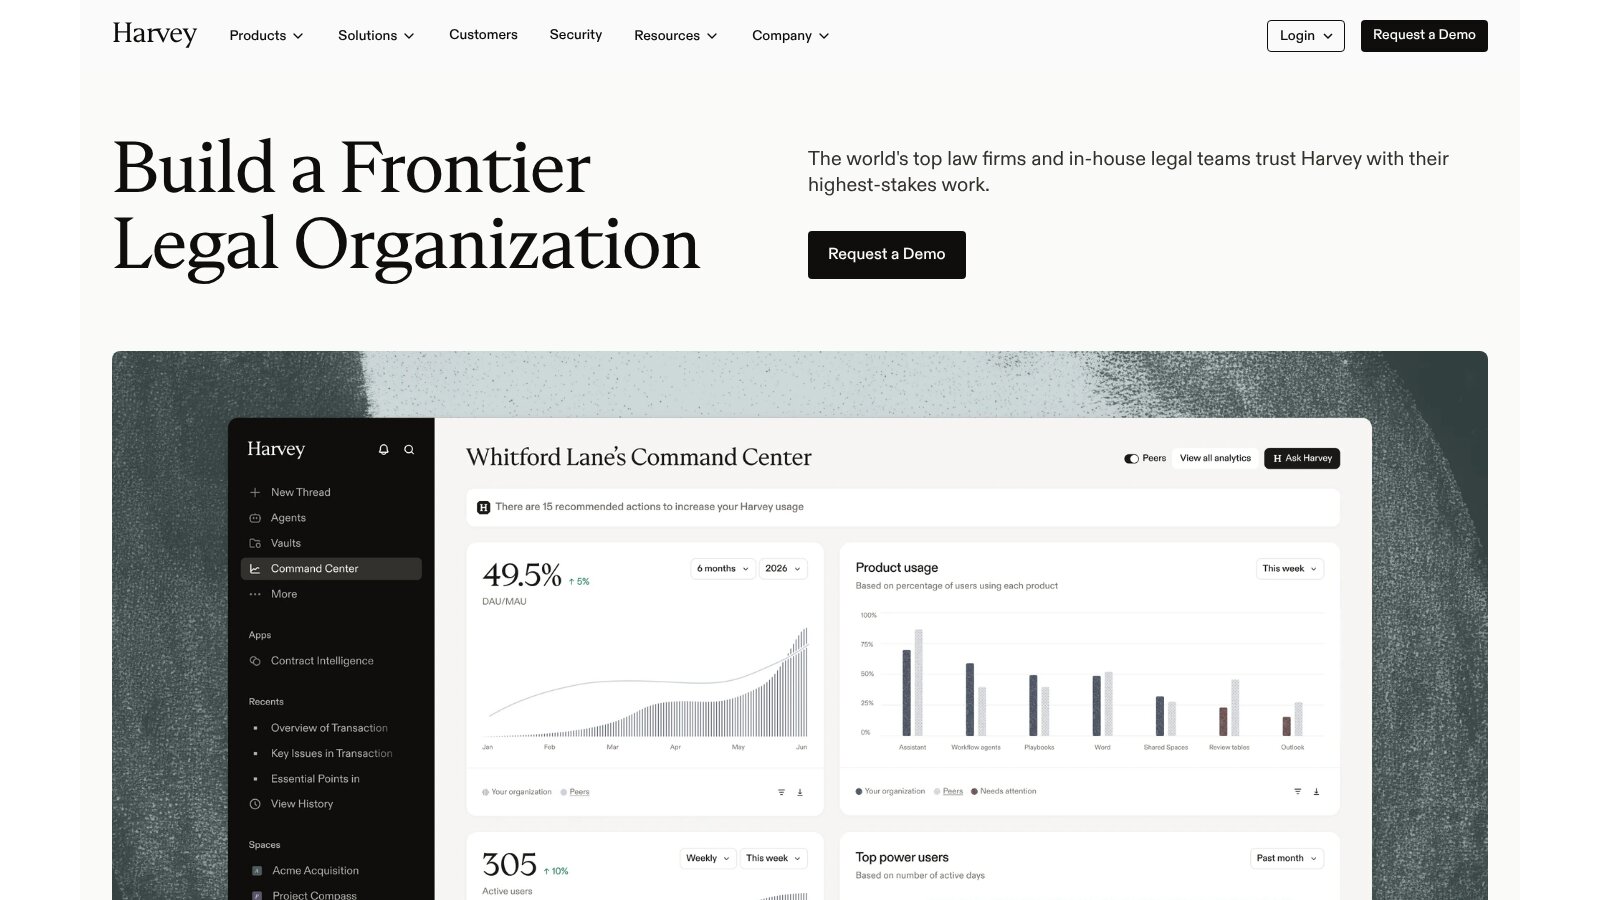 Harvey
Products
Solutions
Customers
Security
Resources
Company
Login
Request a Demo
Build a Frontier
Legal Organization
The world's top law firms and in-house legal teams trust Harvey with their
highest-stakes work.
Request a Demo
Harvey
New Thread
Agents
Vaults
Command Center
More
Apps
Contract Intelligence
Recents
Overview of Transaction
Key Issues in Transaction
Essential Points in
View History
Spaces
A Acme Acquisition
P Project Compass
Whitford Lane's Command Center
Peers
View all analytics
H Ask Harvey
H There are 15 recommended actions to increase your Harvey usage
49.5% ↑ 5%
6 months
2026
DAU/MAU
Jan Feb Mar Apr May Jun
Your organization Peers
Product usage
This week
Based on percentage of users using each product
100%
75%
50%
25%
0%
Assistant Workflow agents Playbooks Word Shared Spaces Review tables Outlook
Your organization Peers Needs attention
305 ↑ 10%
Weekly
This week
Active users
Top power users
Past month
Based on number of active days